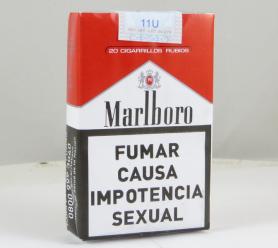 11U
20 CIGARRILLOS RUBIOS
Marlboro
FUMAR
CAUSA
IMPOTENCIA
SEXUAL